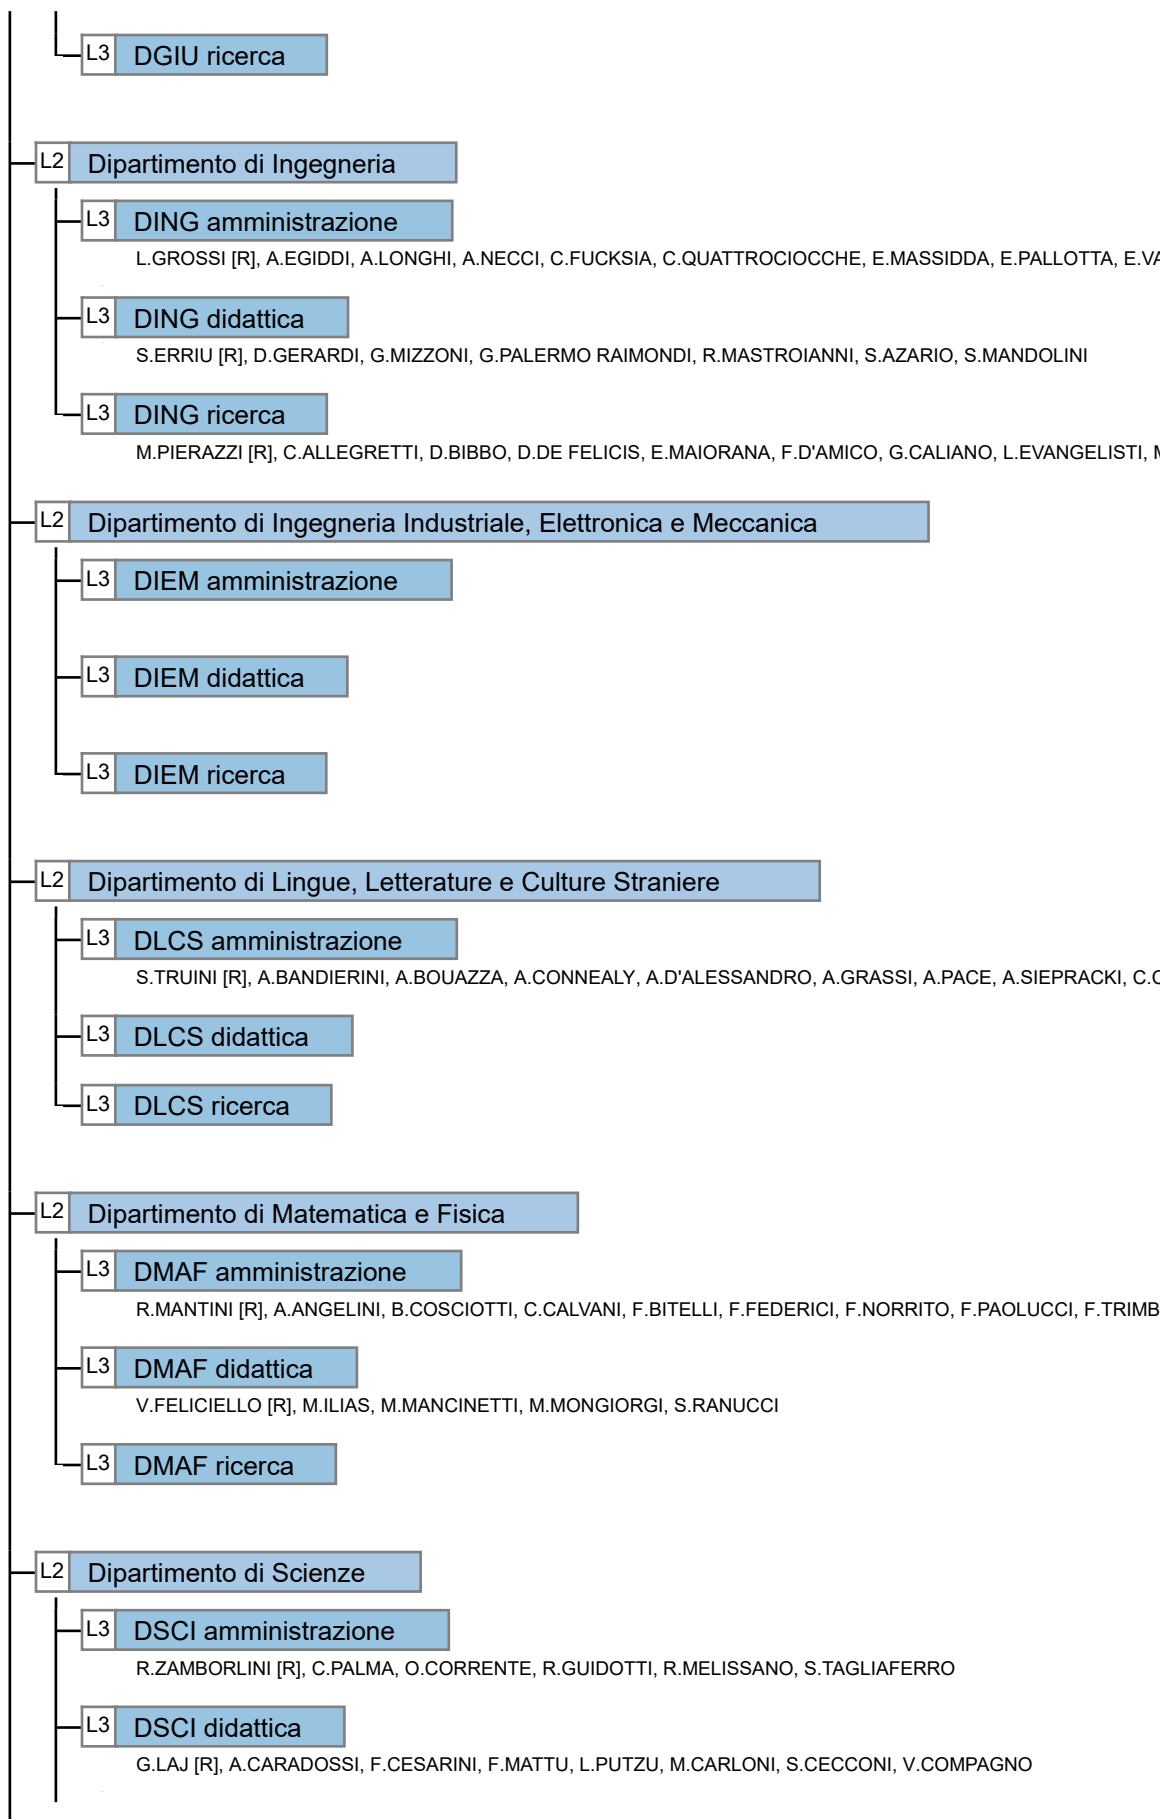 L3 DGIU ricerca
L2 Dipartimento di Ingegneria
L3 DING amministrazione
L.GROSSI [R], A.EGIDDI, A.LONGHI, A.NECCI, C.FUCKSIA, C.QUATTROCIOCCHE, E.MASSIDDA, E.PALLOTTA,
L3 DING didattica
S.ERRIU [R], D.GERARDI, G.MIZZONI, G.PALERMO RAIMONDI, R.MASTROIANNI, S.AZARIO, S.MANDOLINI
L3 DING ricerca
M.PIERAZZI [R], C.ALLEGRETTI, D.BIBBO, D.DE FELICIS, E.MAIORANA, F.D'AMICO, G.CALIANO, L.EVANGELISTI,
L2 Dipartimento di Ingegneria Industriale, Elettronica e Meccanica
L3 DIEM amministrazione
L3 DIEM didattica
L3 DIEM ricerca
L2 Dipartimento di Lingue, Letterature e Culture Straniere
L3 DLCS amministrazione
S.TRUINI [R], A.BANDIERINI, A.BOUAZZA, A.CONNEALY, A.D'ALESSANDRO, A.GRASSI, A.PACE, A.SIEPRACKI,
L3 DLCS didattica
L3 DLCS ricerca
L2 Dipartimento di Matematica e Fisica
L3 DMAF amministrazione
R.MANTINI [R], A.ANGELINI, B.COSCIOTTI, C.CALVANI, F.BITELLI, F.FEDERICI, F.NORRITO, F.PAOLUCCI, F.TRIMB
L3 DMAF didattica
V.FELICIELLO [R], M.ILIAS, M.MANCINETTI, M.MONGIORGI, S.RANUCCI
L3 DMAF ricerca
L2 Dipartimento di Scienze
L3 DSCI amministrazione
R.ZAMBORLINI [R], C.PALMA, O.CORRENTE, R.GUIDOTTI, R.MELISSANO, S.TAGLIAFERRO
L3 DSCI didattica
G.LAJ [R], A.CARADOSSI, F.CESARINI, F.MATTU, L.PUTZU, M.CARLONI, S.CECCONI, V.COMPAGNO